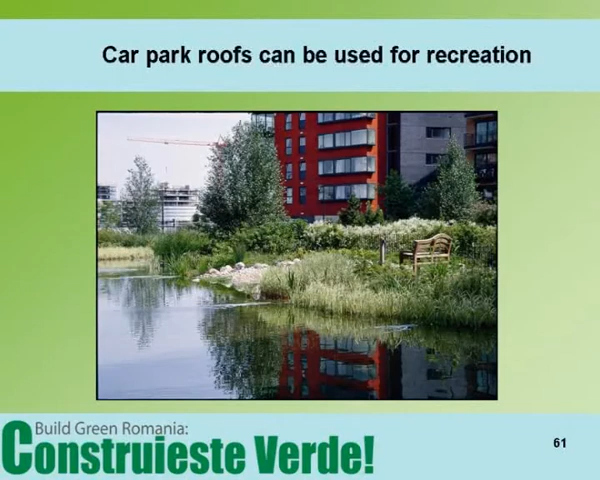 Car park roofs can be used for recreation
Build Green Romania:
Construieste Verde!
61